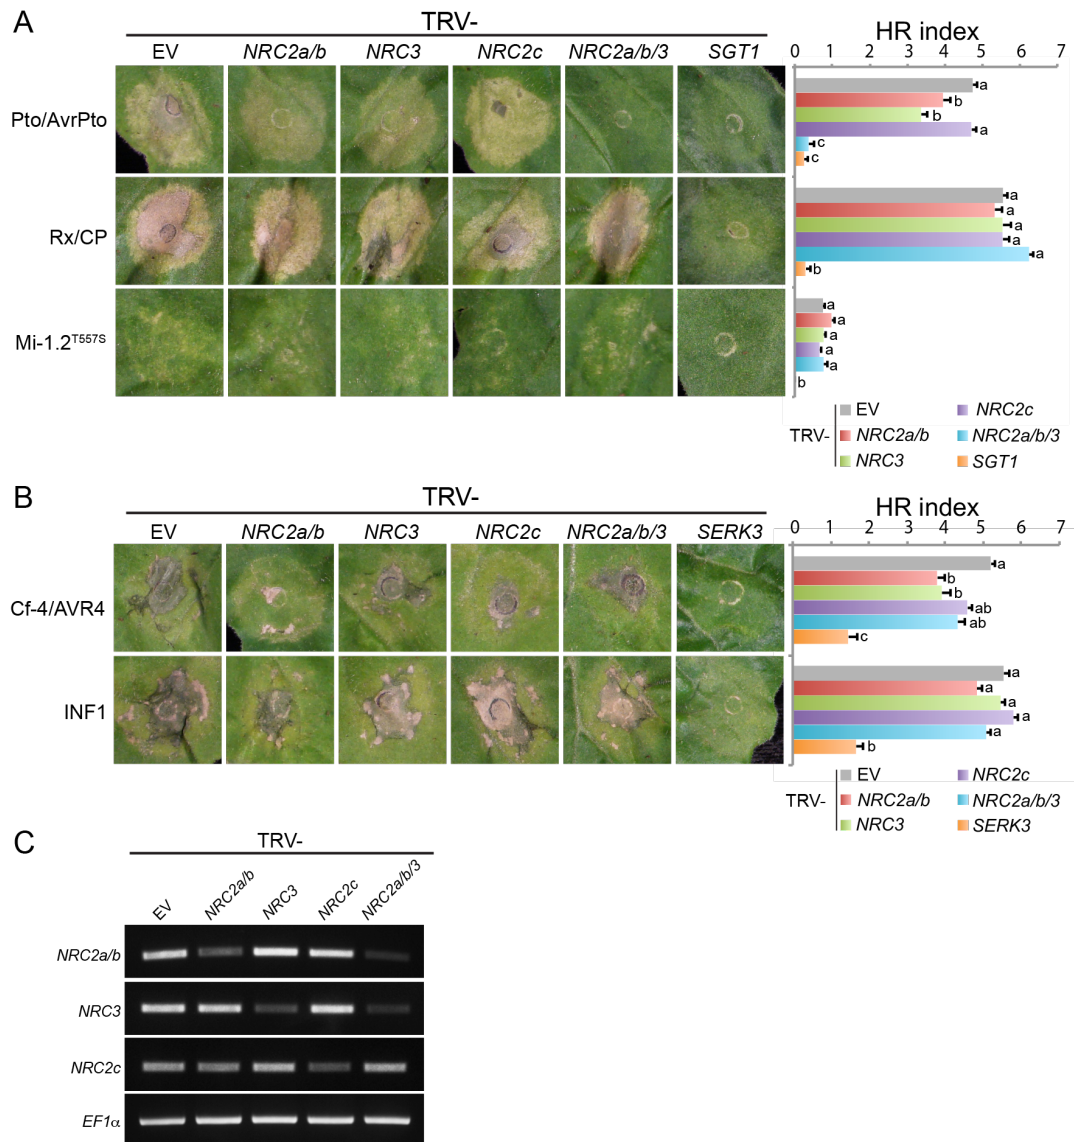 A
TRV-
EV NRC2a/b NRC3 NRC2c NRC2a/b/3 SGT1
HR index
0 1 2 3 4 5 6 7
Pto/AvrPto
a
b
b
a
c
c
Rx/CP
a
a
a
a
a
b
Mi-1.2T557S
a
a
a
a
a
b
TRV-
EV NRC2c
NRC2a/b NRC2a/b/3
NRC3 SGT1
B
TRV-
EV NRC2a/b NRC3 NRC2c NRC2a/b/3 SERK3
HR index
0 1 2 3 4 5 6 7
Cf-4/AVR4
a
b
b
ab
ab
c
INF1
a
a
a
a
a
b
TRV-
EV NRC2c
NRC2a/b NRC2a/b/3
NRC3 SERK3
C
TRV-
EV NRC2a/b NRC3 NRC2c NRC2a/b/3
NRC2a/b
NRC3
NRC2c
EF1α